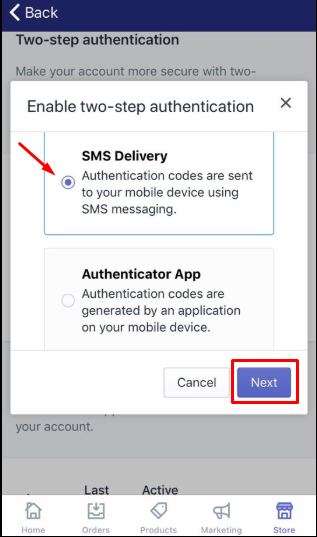 Back
Two-step authentication
Make your account more secure with two-
Enable two-step authentication
SMS Delivery
Authentication codes are sent
to your mobile device using
SMS messaging.
Authenticator App
Authentication codes are
generated by an application
on your mobile device.
Cancel Next
your account.
Last Active
Home Orders Products Marketing Store